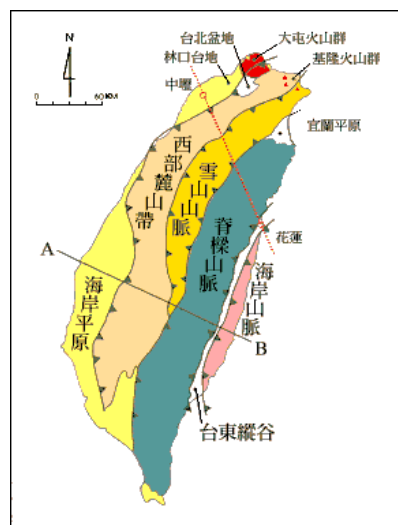 台北盆地
大屯火山群
林口台地
基隆火山群
N
中壢
0
60 KM
宜蘭平原
西部麓山帶
雪山山脈
脊樑山脈
花蓮
A
海岸山脈
海岸平原
B
台東縱谷